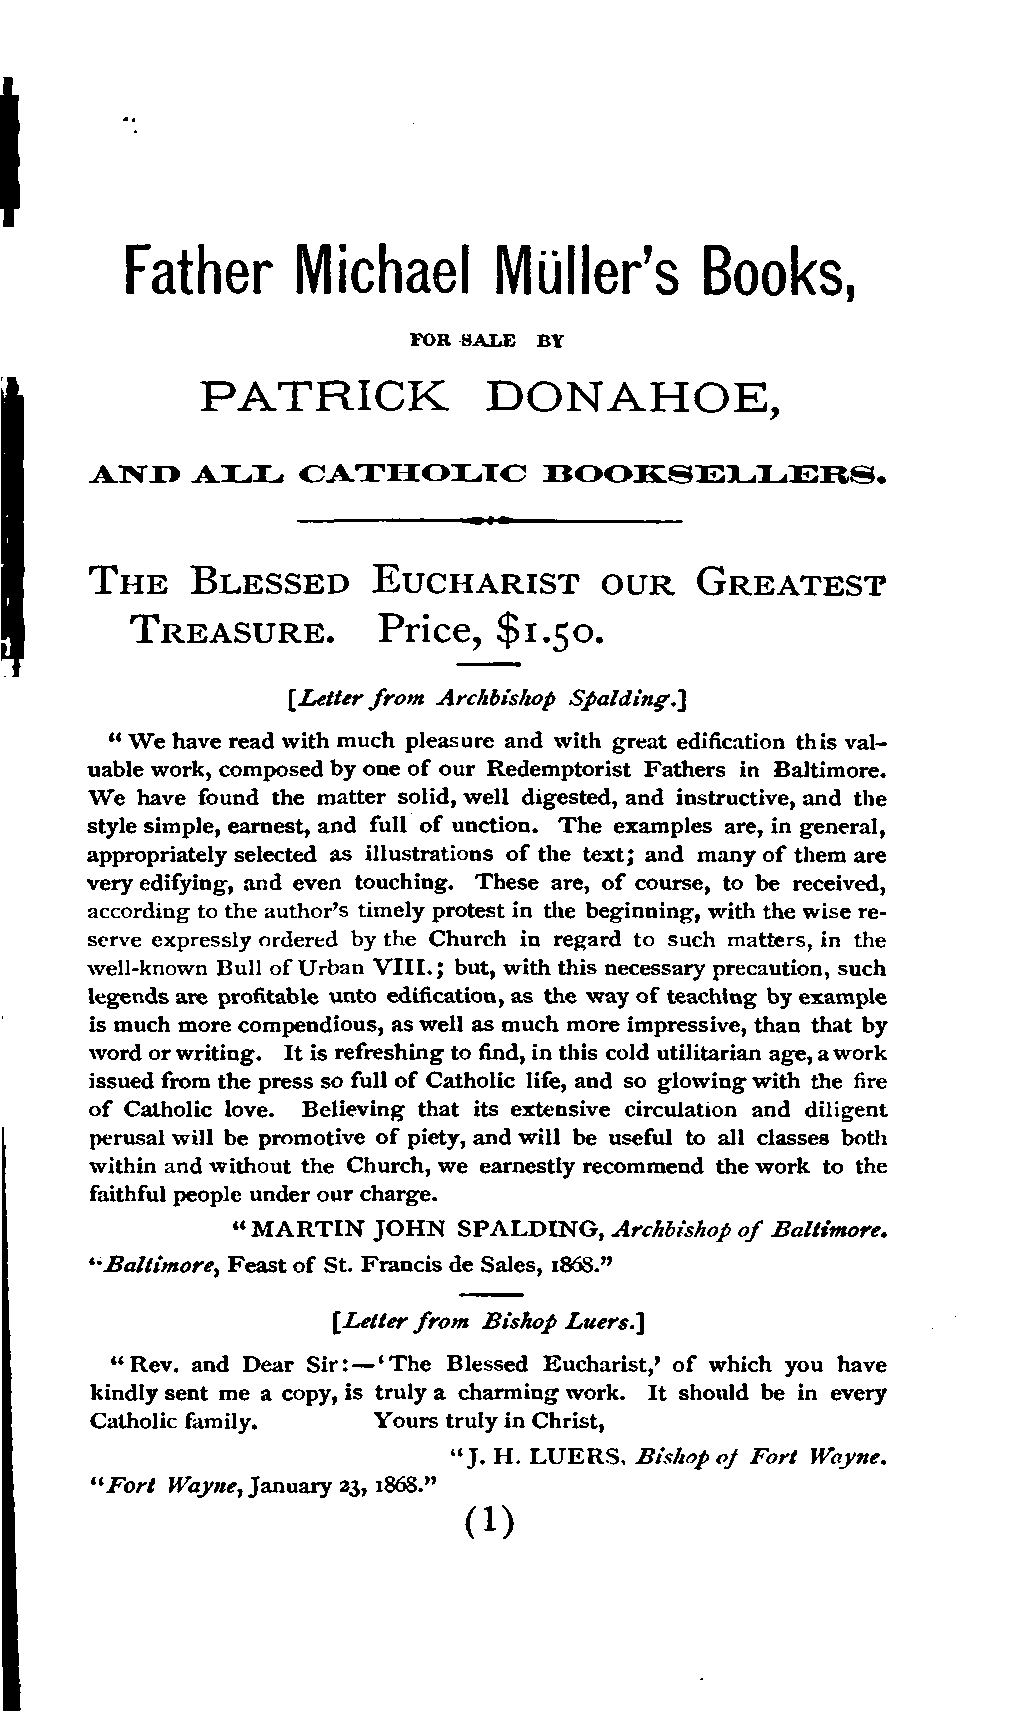 Father Michael Müller's Books,
FOR SALE BY
PATRICK DONAHOE,
AND ALL CATHOLIC BOOKSELLERS.
THE BLESSED EUCHARIST OUR GREATEST
TREASURE. Price, $1.50.
[Letter from Archbishop Spalding.]
"We have read with much pleasure and with great edification this val-
uable work, composed by one of our Redemptorist Fathers in Baltimore.
We have found the matter solid, well digested, and instructive, and the
style simple, earnest, and full of unction. The examples are, in general,
appropriately selected as illustrations of the text; and many of them are
very edifying, and even touching. These are, of course, to be received,
according to the author's timely protest in the beginning, with the wise re-
serve expressly ordered by the Church in regard to such matters, in the
well-known Bull of Urban VIII.; but, with this necessary precaution, such
legends are profitable unto edification, as the way of teaching by example
is much more compendious, as well as much more impressive, than that by
word or writing. It is refreshing to find, in this cold utilitarian age, a work
issued from the press so full of Catholic life, and so glowing with the fire
of Catholic love. Believing that its extensive circulation and diligent
perusal will be promotive of piety, and will be useful to all classes both
within and without the Church, we earnestly recommend the work to the
faithful people under our charge.
"MARTIN JOHN SPALDING, Archbishop of Baltimore.
"Baltimore, Feast of St. Francis de Sales, 1868."
[Letter from Bishop Luers.]
"Rev. and Dear Sir:—'The Blessed Eucharist,' of which you have
kindly sent me a copy, is truly a charming work. It should be in every
Catholic family. Yours truly in Christ,
"J. H. LUERS, Bishop of Fort Wayne.
"Fort Wayne, January 23, 1868."
(1)